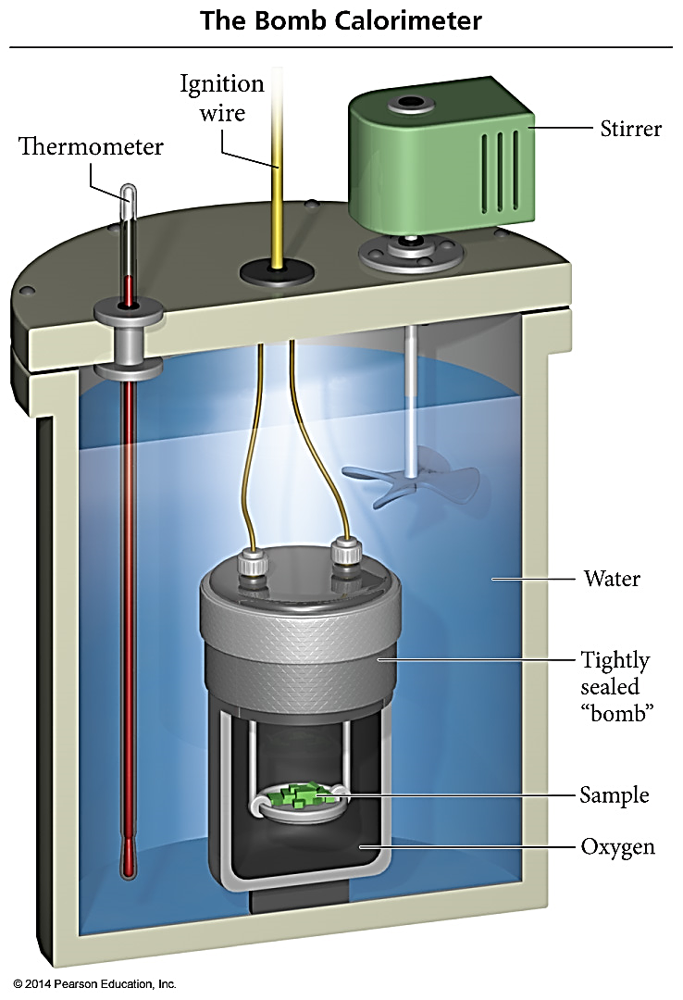 The Bomb Calorimeter
Ignition
wire
Stirrer
Thermometer
Water
Tightly
sealed
“bomb”
Sample
Oxygen
© 2014 Pearson Education, Inc.